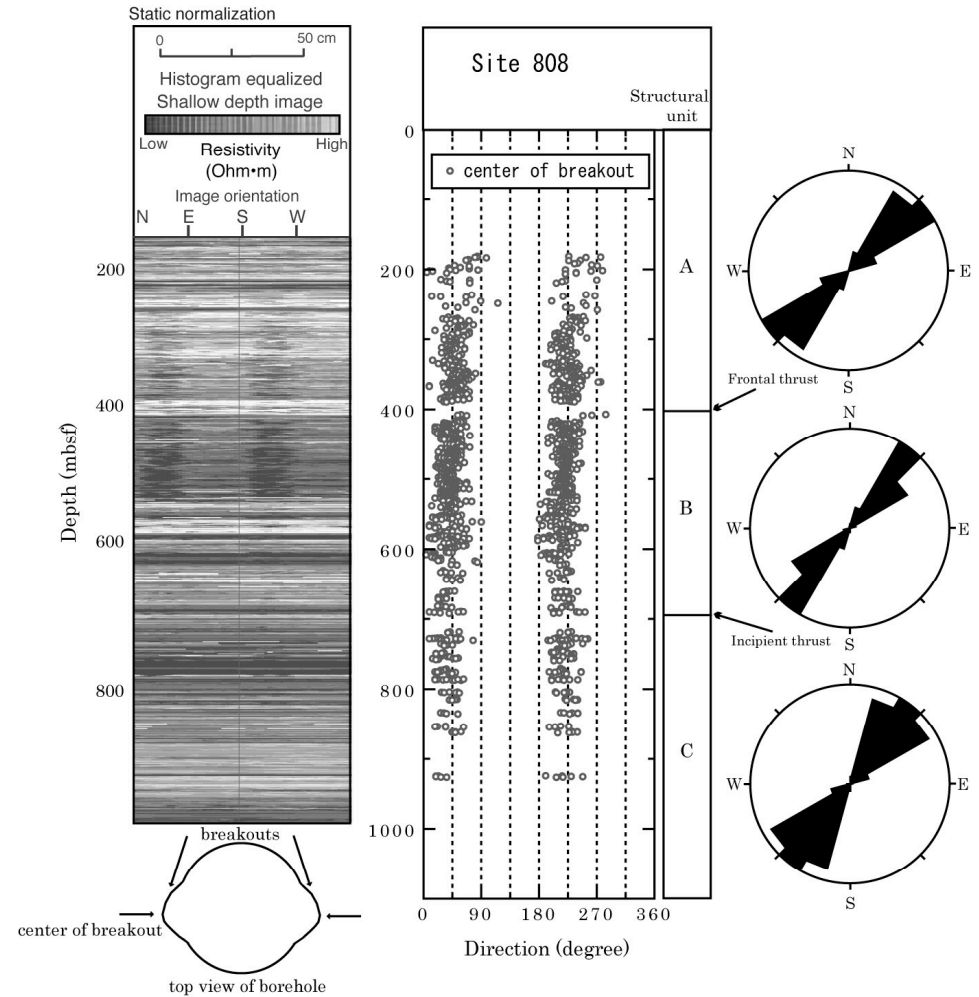 Static normalization
0 50 cm
Histogram equalized
Shallow depth image
Low High
Resistivity
(Ohm•m)
Image orientation
N E S W
Depth (mbsf)
200
400
600
800
breakouts
center of breakout
top view of borehole
Site 808
Structural
unit
center of breakout
0
200
400
600
800
1000
0 90 180 270 360
Direction (degree)
A
B
C
Frontal thrust
Incipient thrust
N
W E
S
N
W E
S
N
W E
S